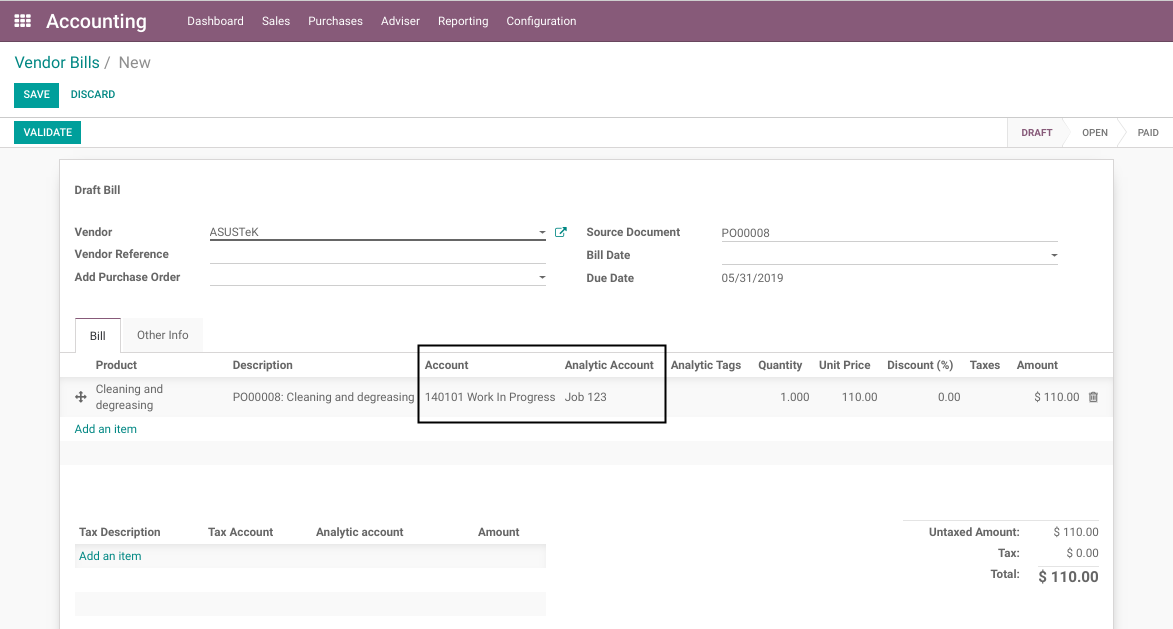 Accounting Dashboard Sales Purchases Adviser Reporting Configuration
Vendor Bills / New
SAVE DISCARD
VALIDATE DRAFT OPEN PAID
Draft Bill
Vendor ASUSTeK Source Document PO00008
Vendor Reference Bill Date
Add Purchase Order Due Date 05/31/2019
Bill Other Info
Product Description Account Analytic Account Analytic Tags Quantity Unit Price Discount (%) Taxes Amount
Cleaning and
degreasing PO00008: Cleaning and degreasing 140101 Work In Progress Job 123 1.000 110.00 0.00 $ 110.00
Add an item
Tax Description Tax Account Analytic account Amount Untaxed Amount: $ 110.00
Add an item Tax: $ 0.00
Total: $ 110.00